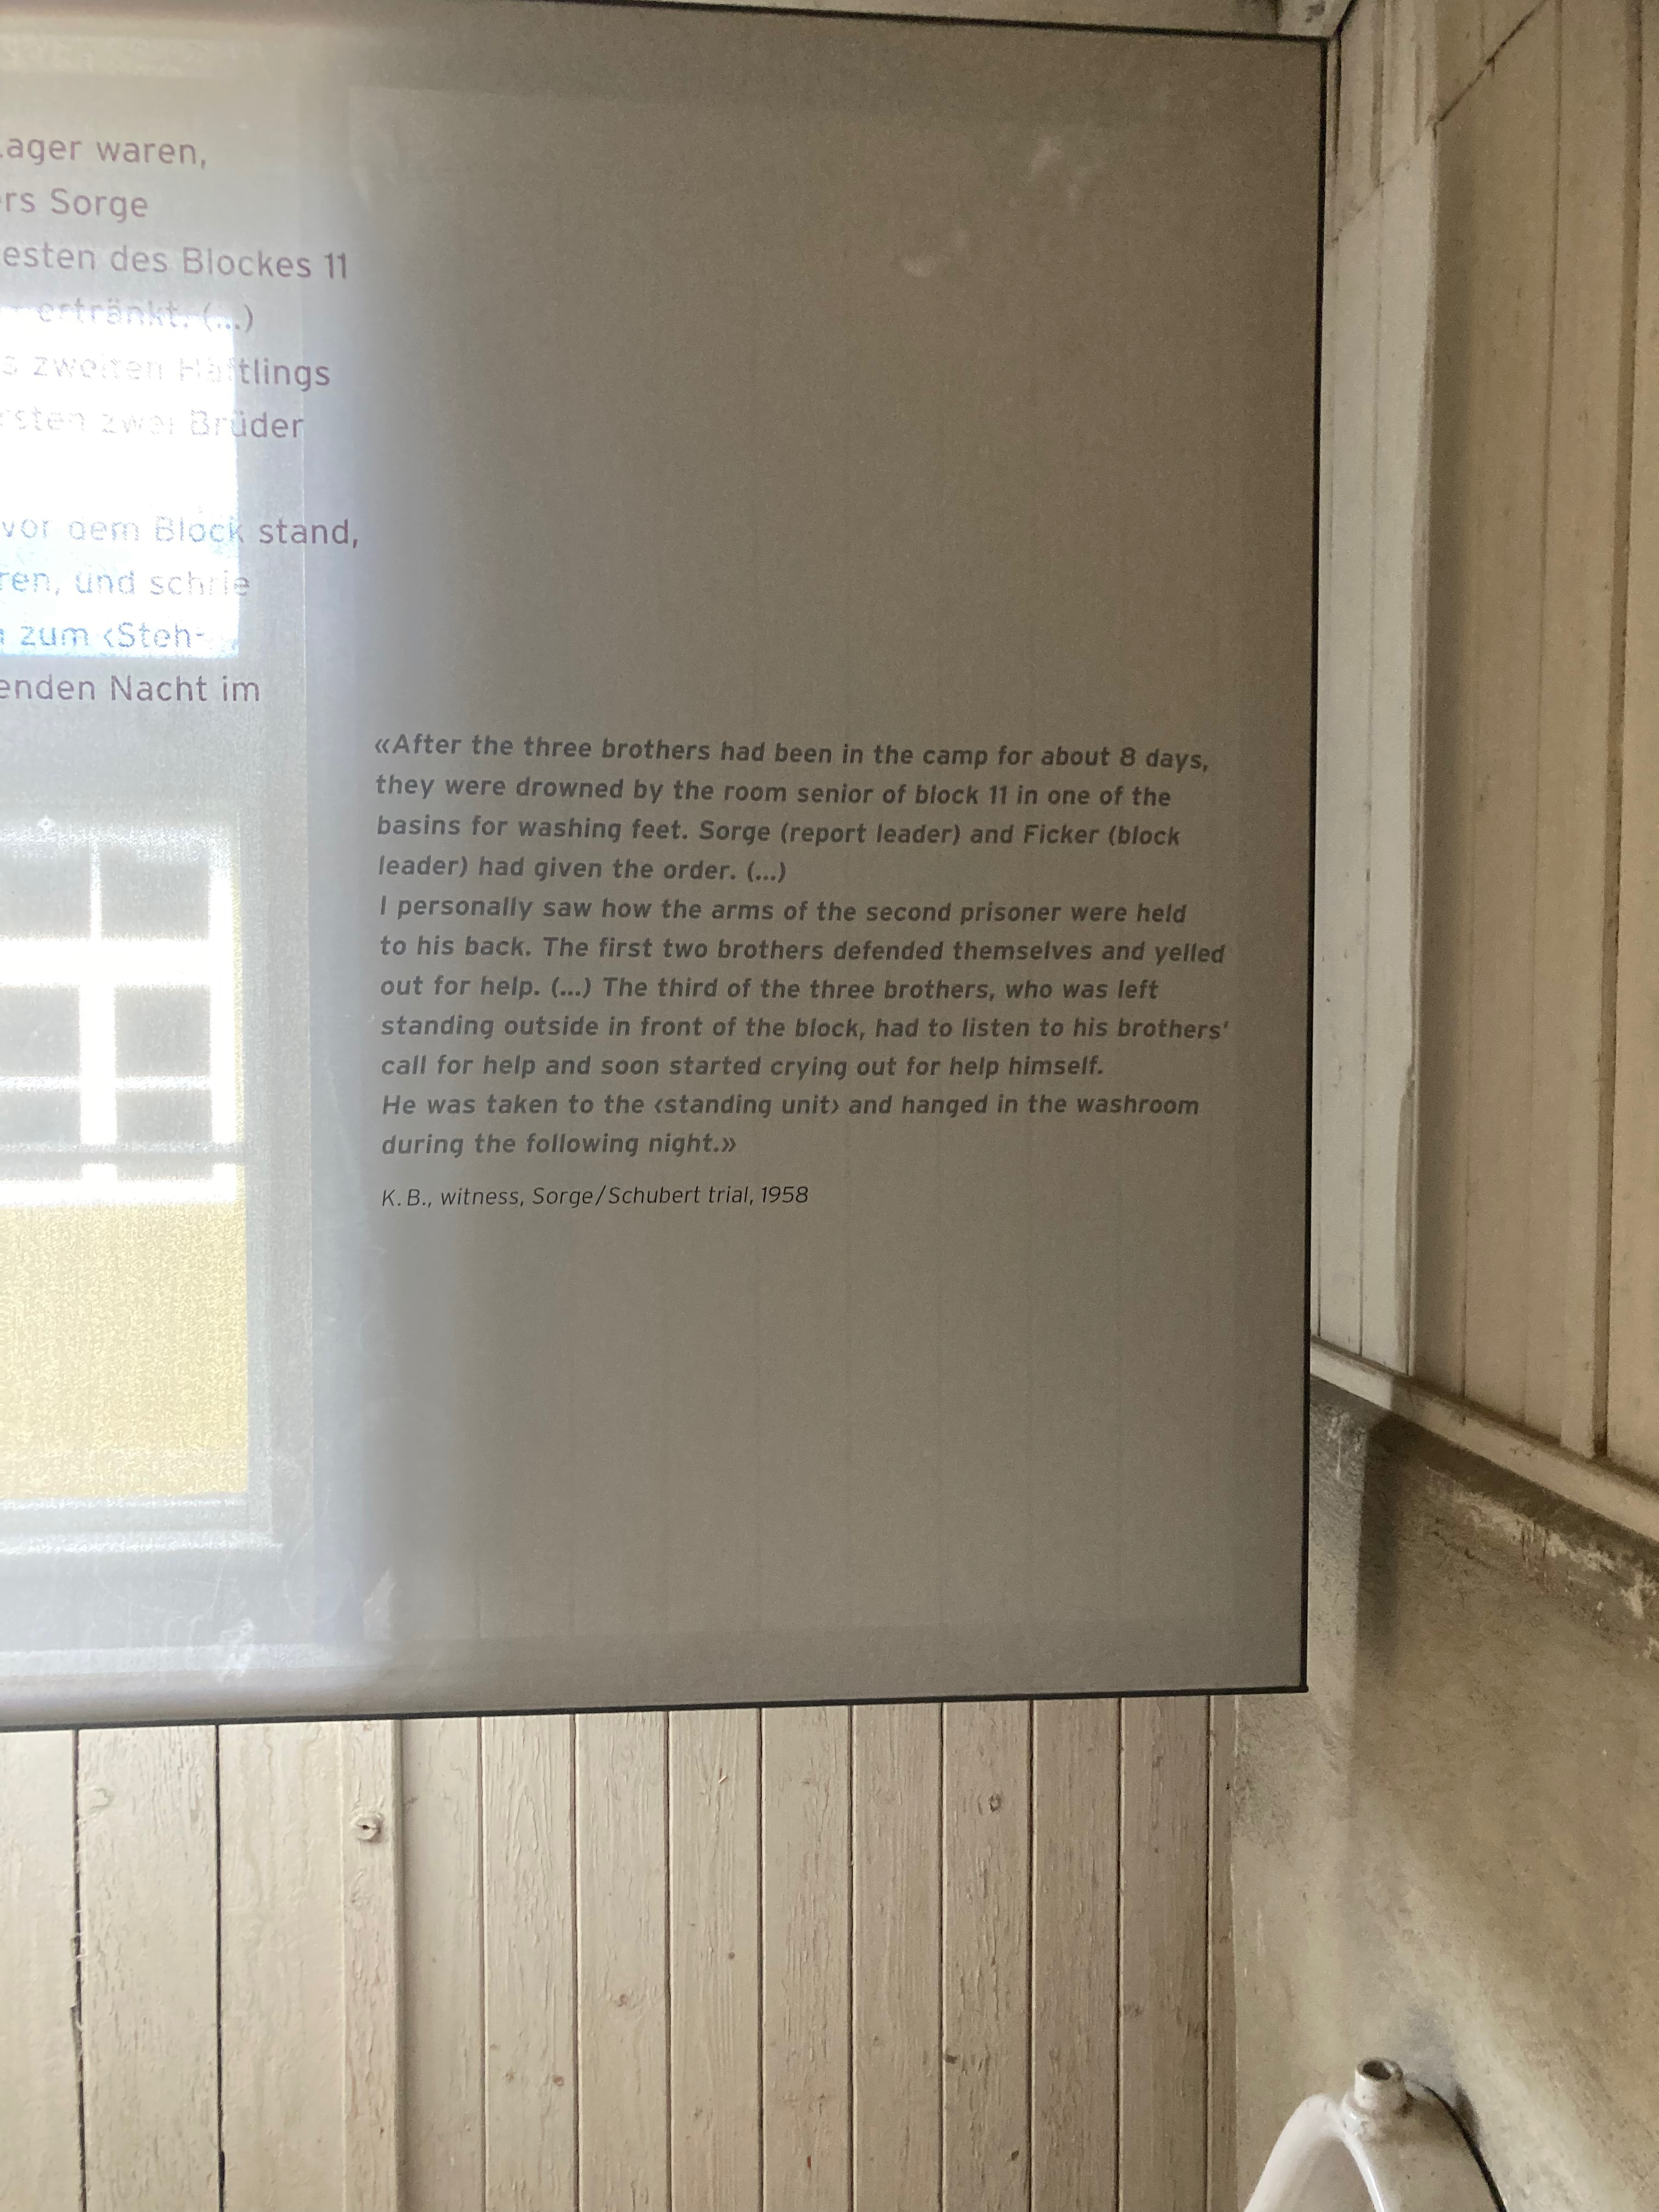 Lager waren,
Sorge
des Blockes 11
ertränkt. (...)
zweiten Häftlings
zwei Brüder
vor dem Block stand,
und schrie
zum ‹Steh-
Nacht im
«After the three brothers had been in the camp for about 8 days,
they were drowned by the room senior of block 11 in one of the
basins for washing feet. Sorge (report leader) and Ficker (block
leader) had given the order. (...)
I personally saw how the arms of the second prisoner were held
to his back. The first two brothers defended themselves and yelled
out for help. (...) The third of the three brothers, who was left
standing outside in front of the block, had to listen to his brothers'
call for help and soon started crying out for help himself.
He was taken to the ‹standing unit› and hanged in the washroom
during the following night.»
K. B., witness, Sorge/Schubert trial, 1958